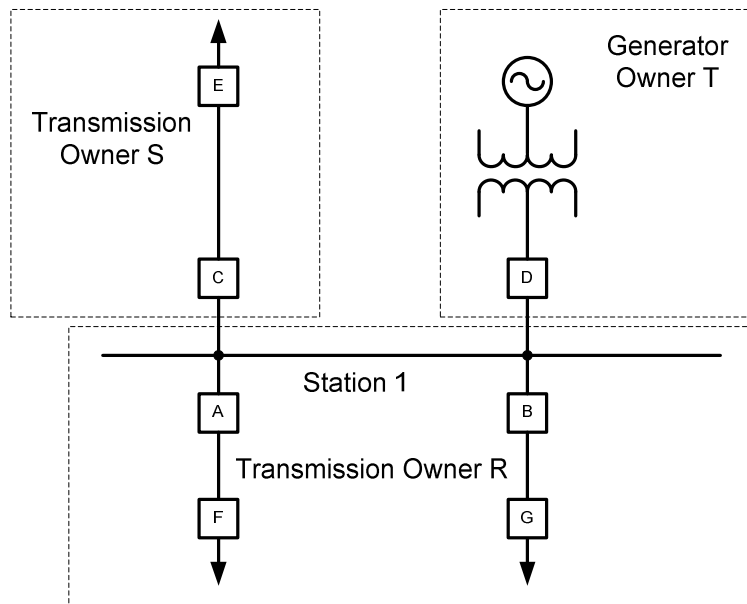 Generator
Owner T
E
Transmission
Owner S
C
D
Station 1
A
B
Transmission Owner R
F
G